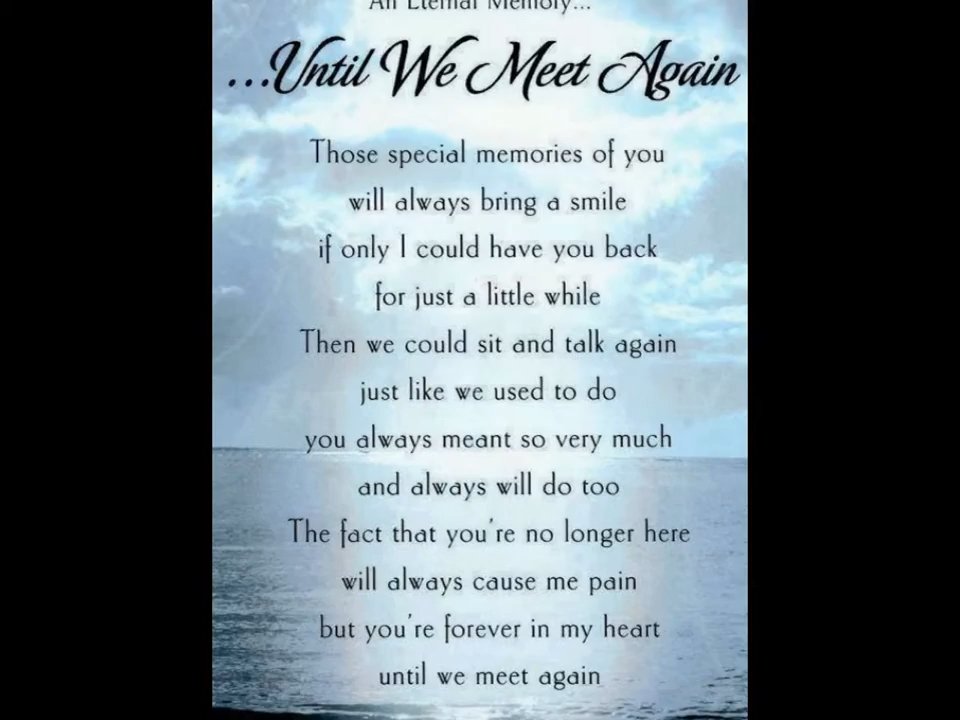 An Eternal Memory...
...Until We Meet Again
Those special memories of you
will always bring a smile
if only I could have you back
for just a little while
Then we could sit and talk again
just like we used to do
you always meant so very much
and always will do too
The fact that you're no longer here
will always cause me pain
but you're forever in my heart
until we meet again